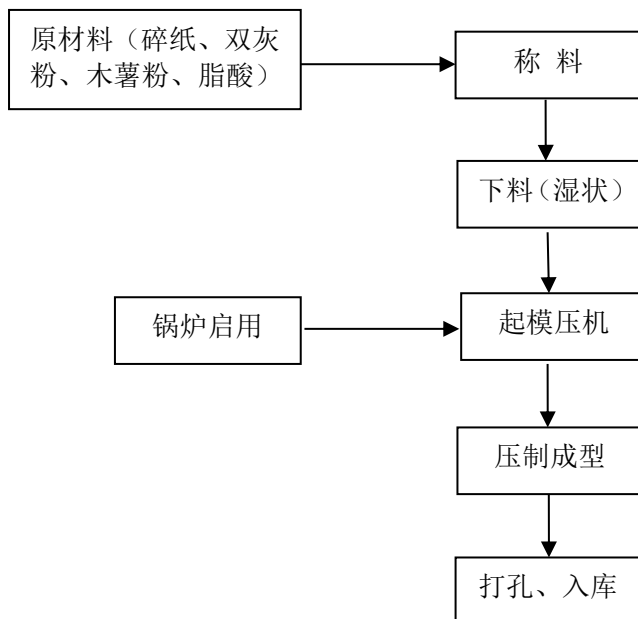 原材料（碎纸、双灰
粉、木薯粉、脂酸）
称 料
下料（湿状）
锅炉启用
起模压机
压制成型
打孔、入库